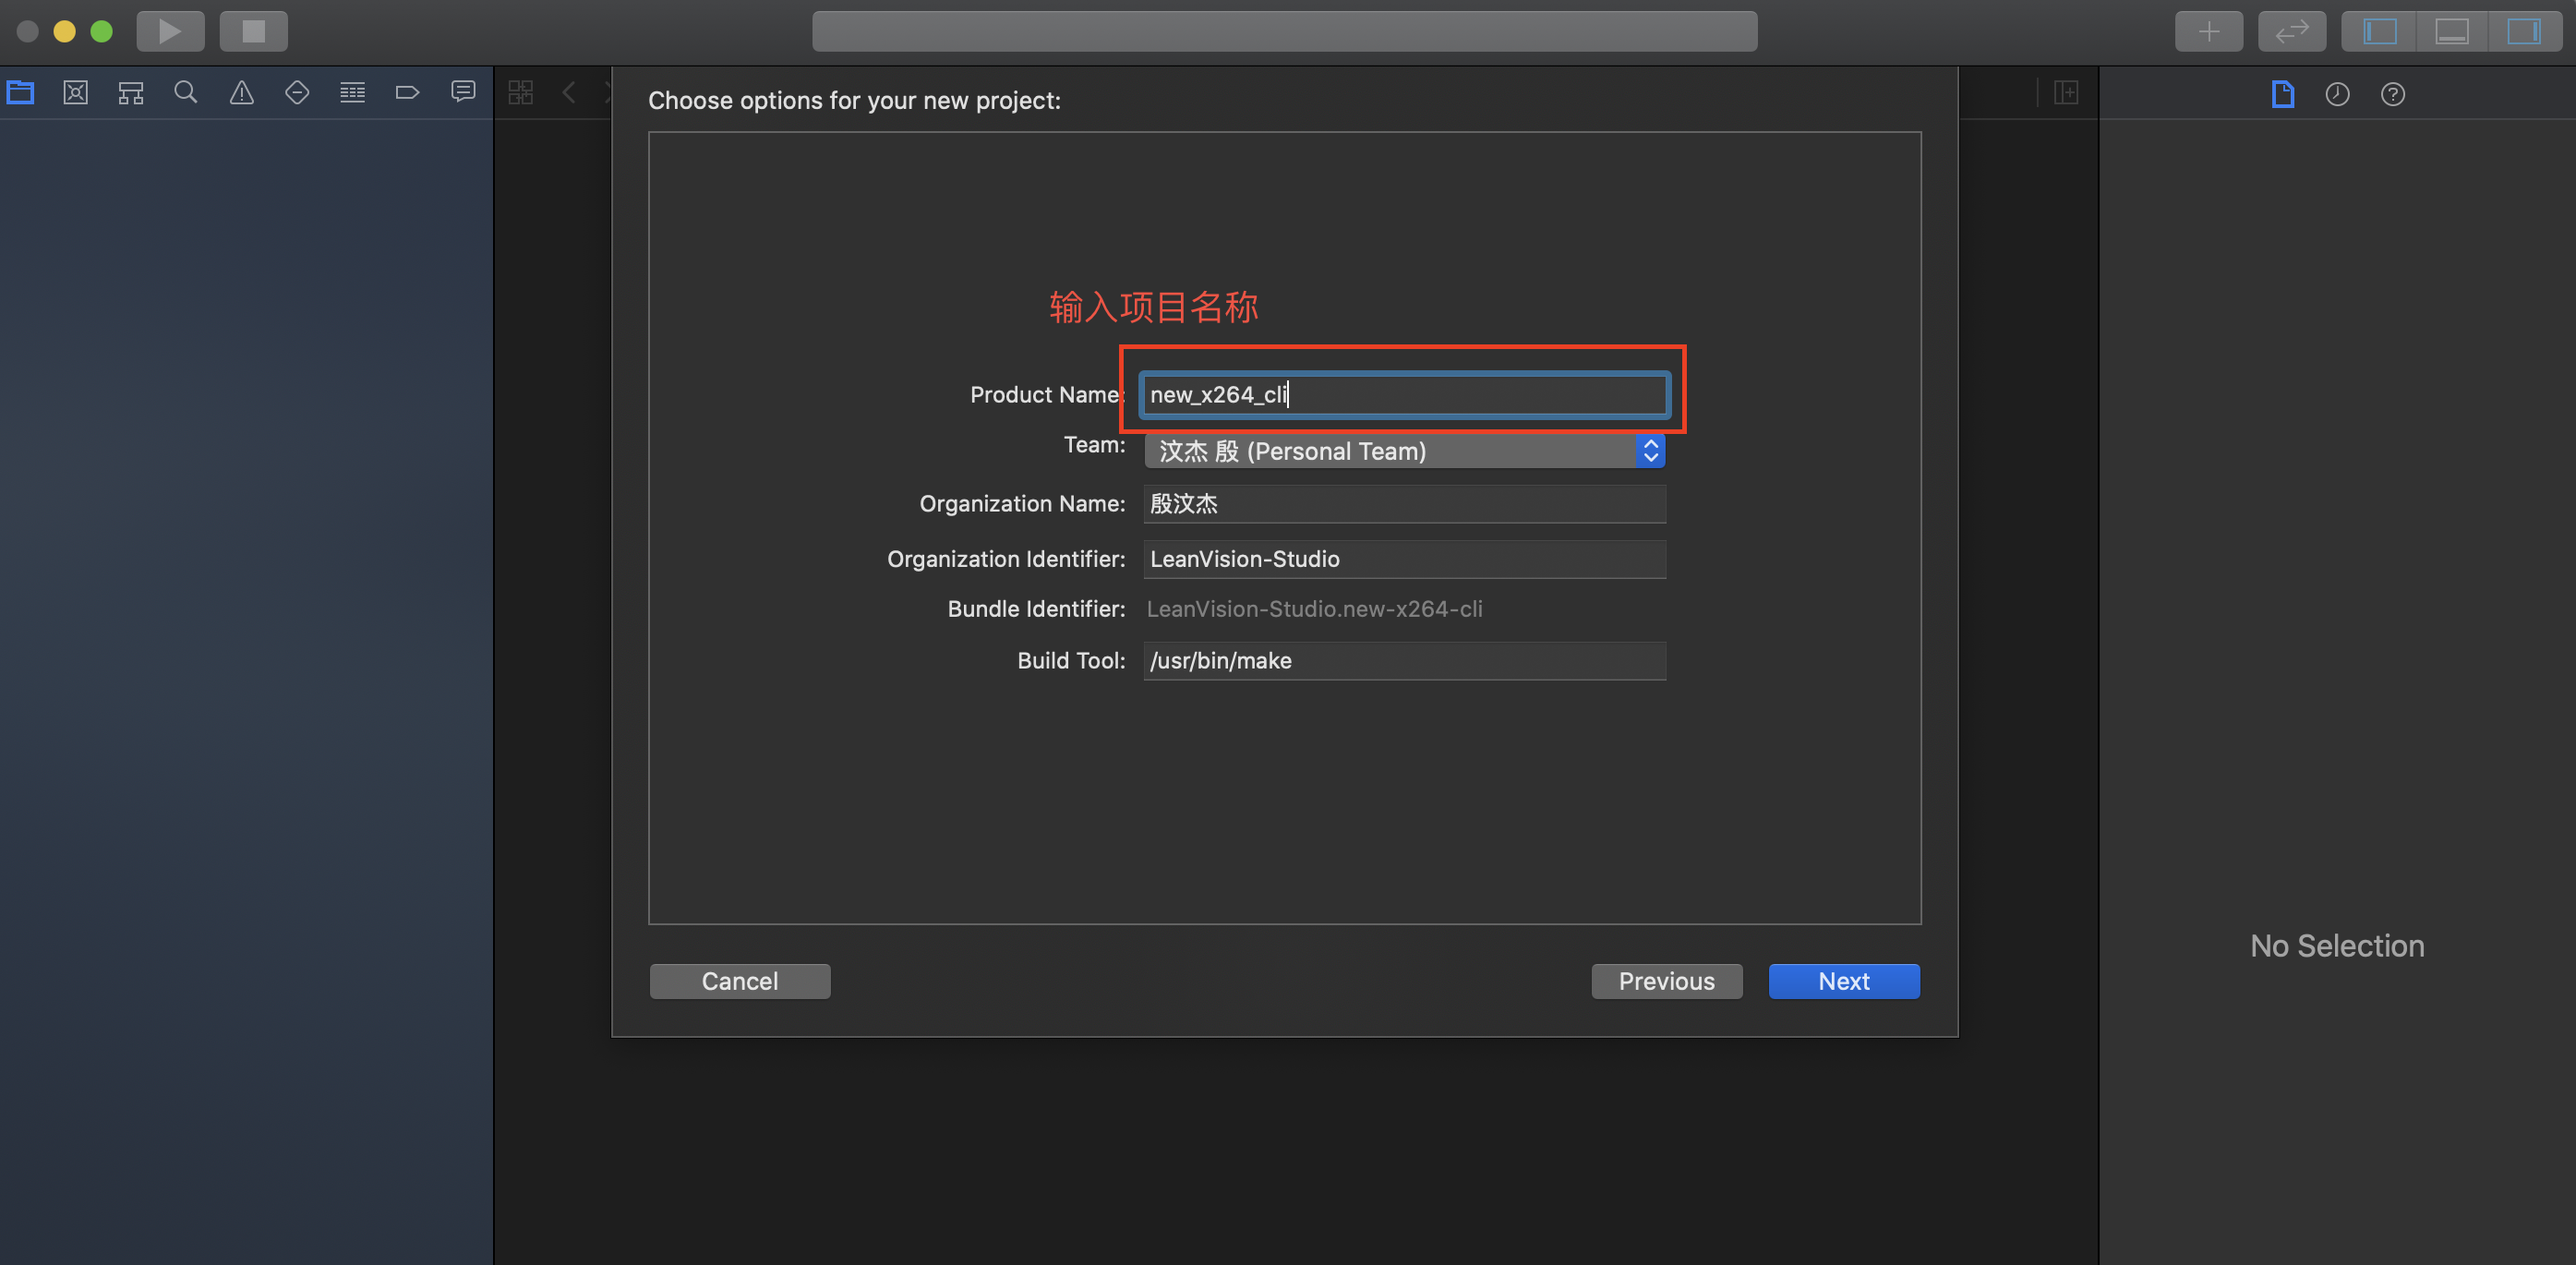 Choose options for your new project:
输入项目名称
Product Name: new_x264_cli
Team: 汶杰 殷 (Personal Team)
Organization Name: 殷汶杰
Organization Identifier: LeanVision-Studio
Bundle Identifier: LeanVision-Studio.new-x264-cli
Build Tool: /usr/bin/make
No Selection
Cancel
Previous
Next